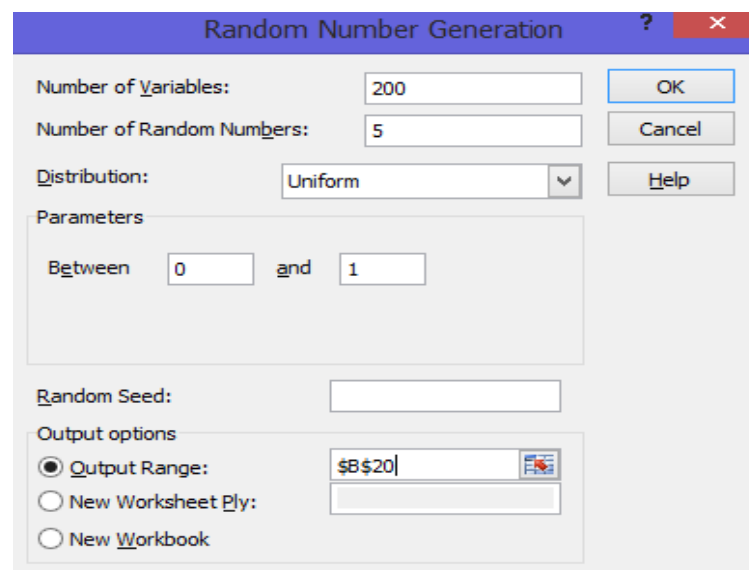 Random Number Generation ? ×
Number of Variables: 200 OK
Number of Random Numbers: 5 Cancel
Distribution: Uniform Help
Parameters
Between 0 and 1
Random Seed:
Output options
Output Range: $B$20
New Worksheet Ply:
New Workbook